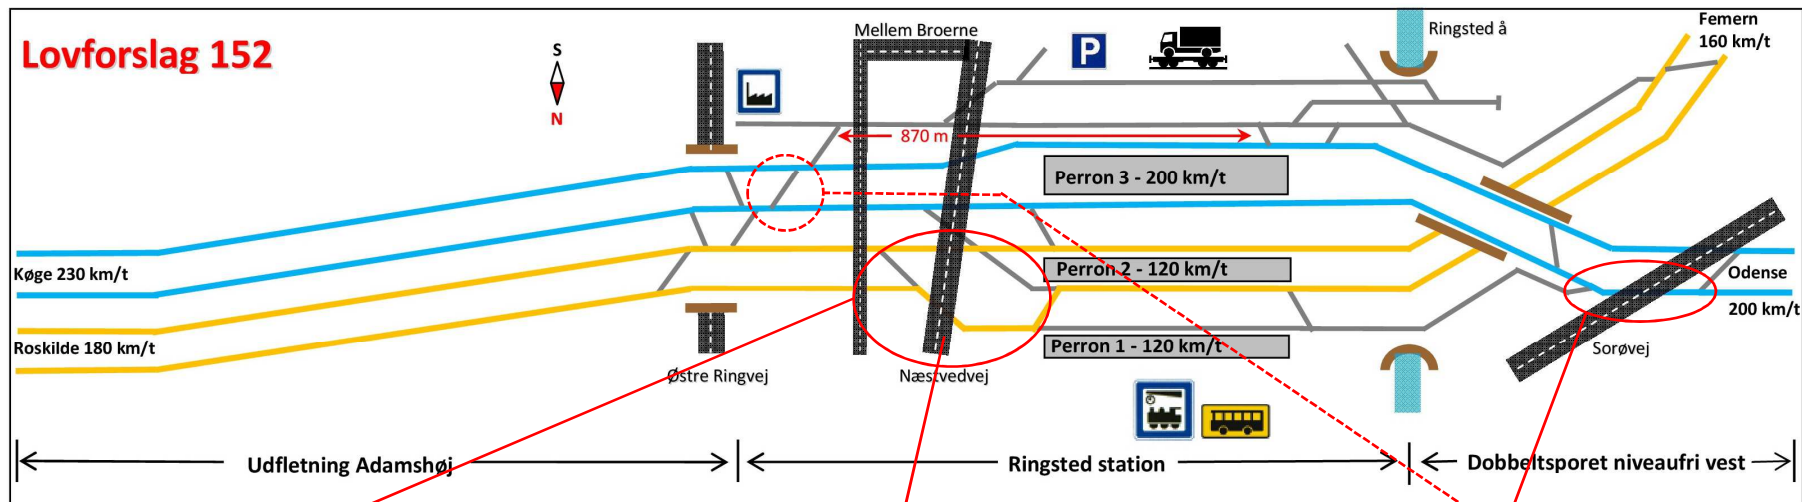 Lovforslag 152
S
N
Mellem Broerne
P
Ringsted å
Femern
160 km/t
870 m
Perron 3 - 200 km/t
Køge 230 km/t
Perron 2 - 120 km/t
Odense
200 km/t
Roskilde 180 km/t
Perron 1 - 120 km/t
Sorøvej
Østre Ringvej
Næstvedvej
Udfletning Adamshøj
Ringsted station
Dobbeltsporet niveaufri vest